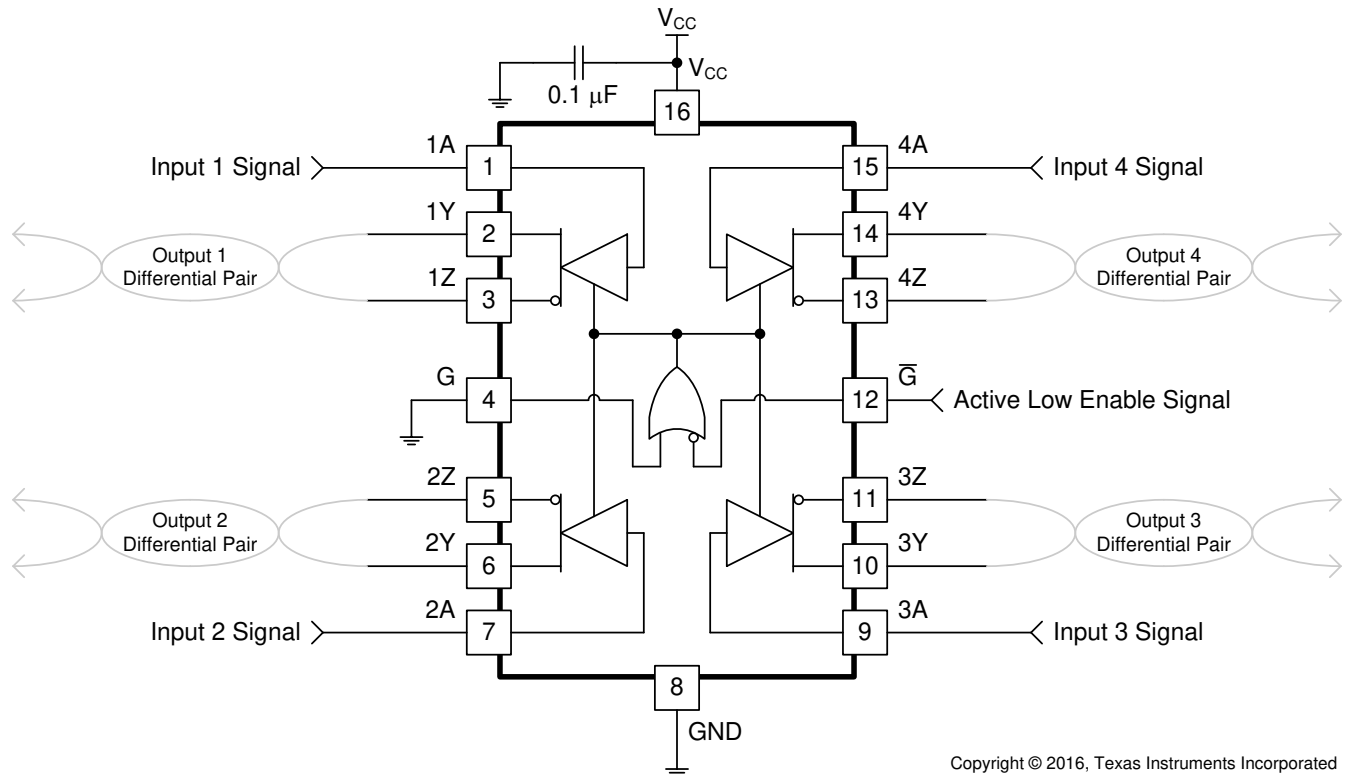 V_CC
V_CC
0.1 μF
16
1A
Input 1 Signal
1
1Y
2
Output 1
Differential Pair
1Z
3
G
4
2Z
5
Output 2
Differential Pair
2Y
6
2A
Input 2 Signal
7
8
GND
4A
15
Input 4 Signal
4Y
14
Output 4
Differential Pair
4Z
13
G̅
12
Active Low Enable Signal
3Z
11
Output 3
Differential Pair
3Y
10
3A
9
Input 3 Signal
Copyright © 2016, Texas Instruments Incorporated